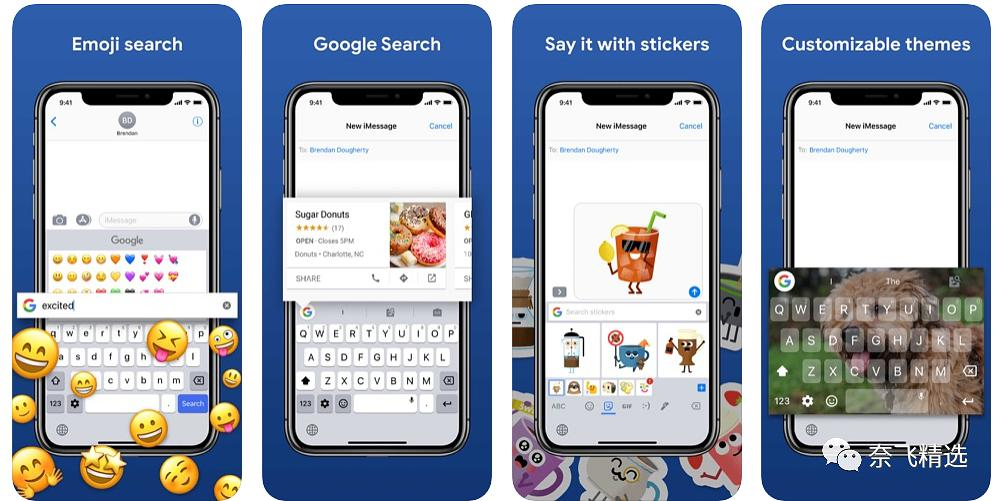 Emoji search
9:41
BD
Brendan
iMessage
Google
excited
q w e r t y u i o p
a s d f g h j k l
z x c v b n m
123
.
Search
Google Search
9:41
New iMessage
Cancel
To: Brendan Dougherty
Sugar Donuts
(17)
OPEN · Closes 5PM
Donuts • Charlotte, NC
SHARE
I
Q W E R T Y U I O P
A S D F G H J K L
Z X C V B N M
123
.
Say it with stickers
9:41
New iMessage
Cancel
To: Brendan Dougherty
Search stickers
ABC
GIF
:-)
Customizable themes
9:41
New iMessage
Cancel
To: Brendan Dougherty
I
The
Q W E R T Y U I O P
A S D F G H J K L
Z X C V B N M
123
奈飞精选